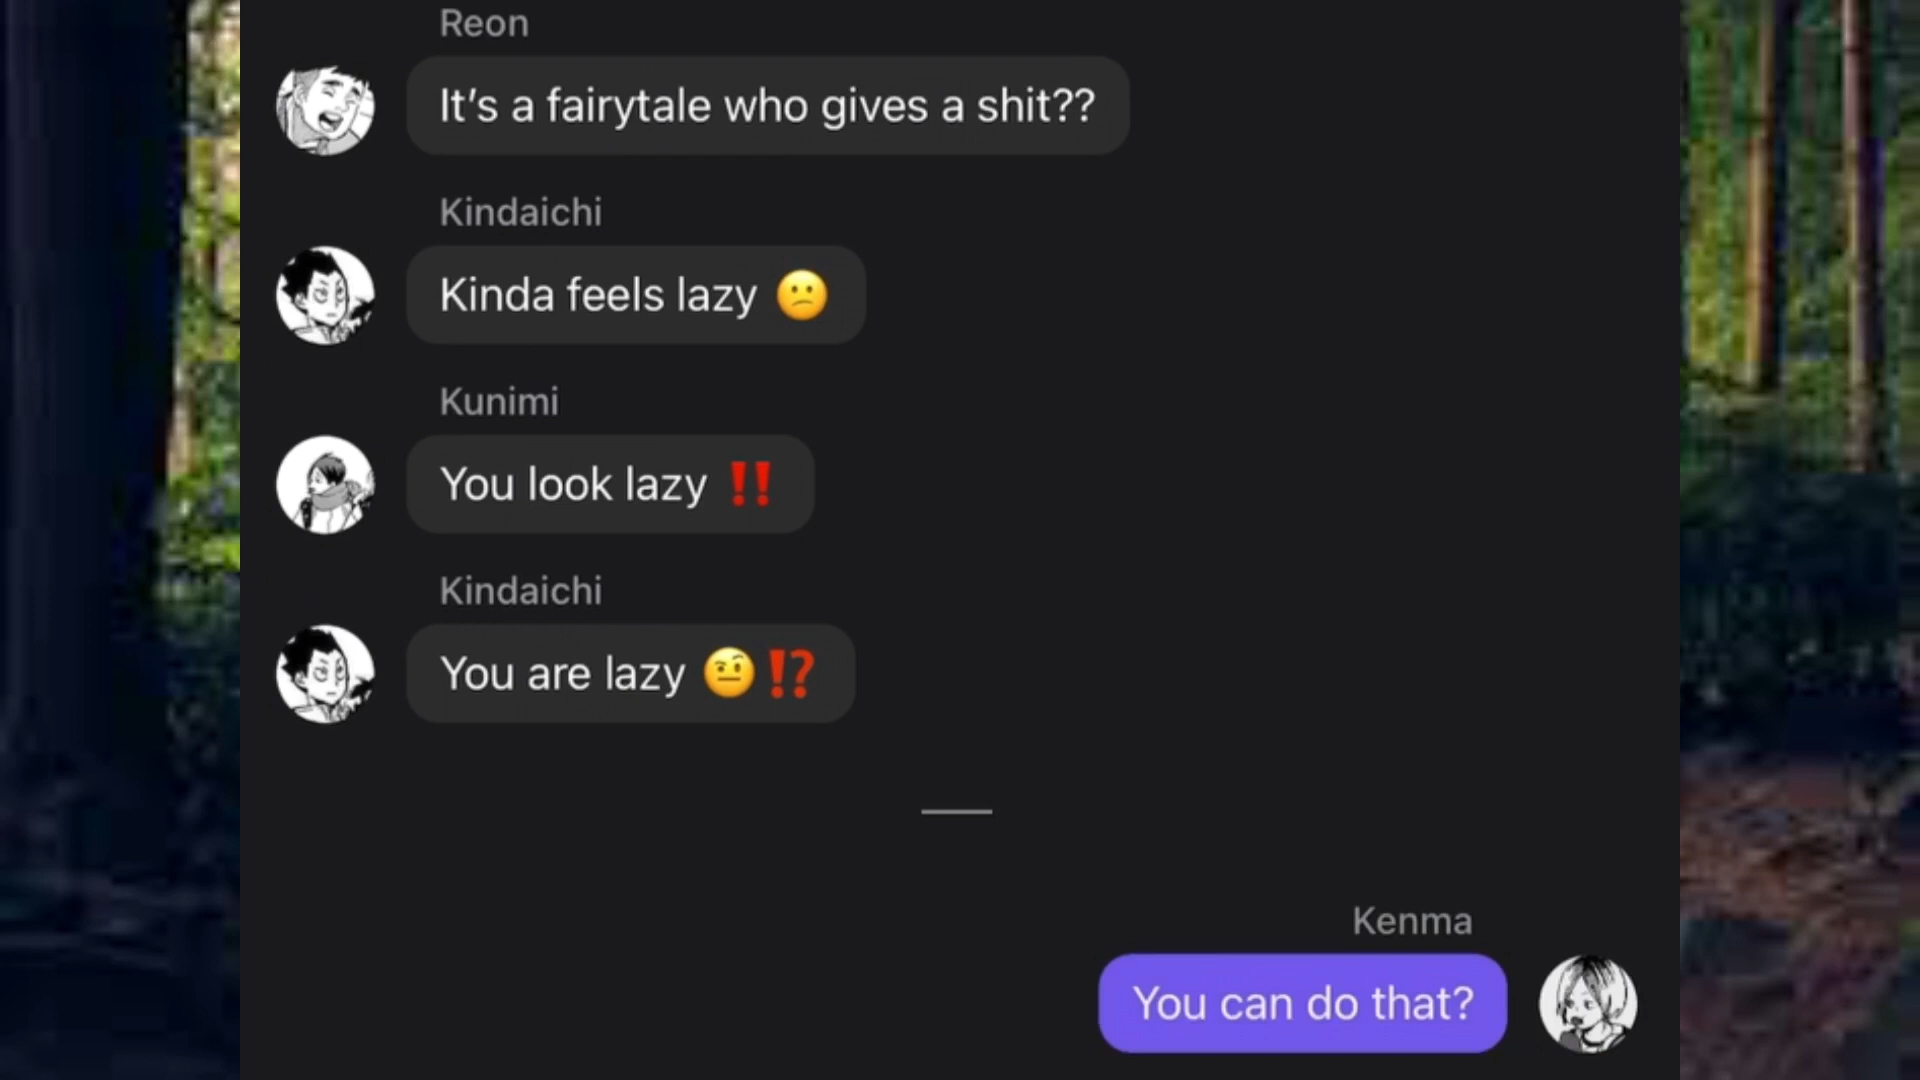 Reon
It's a fairytale who gives a shit??
Kindaichi
Kinda feels lazy 😕
Kunimi
You look lazy ‼️
Kindaichi
You are lazy 🤨⁉️
Kenma
You can do that?